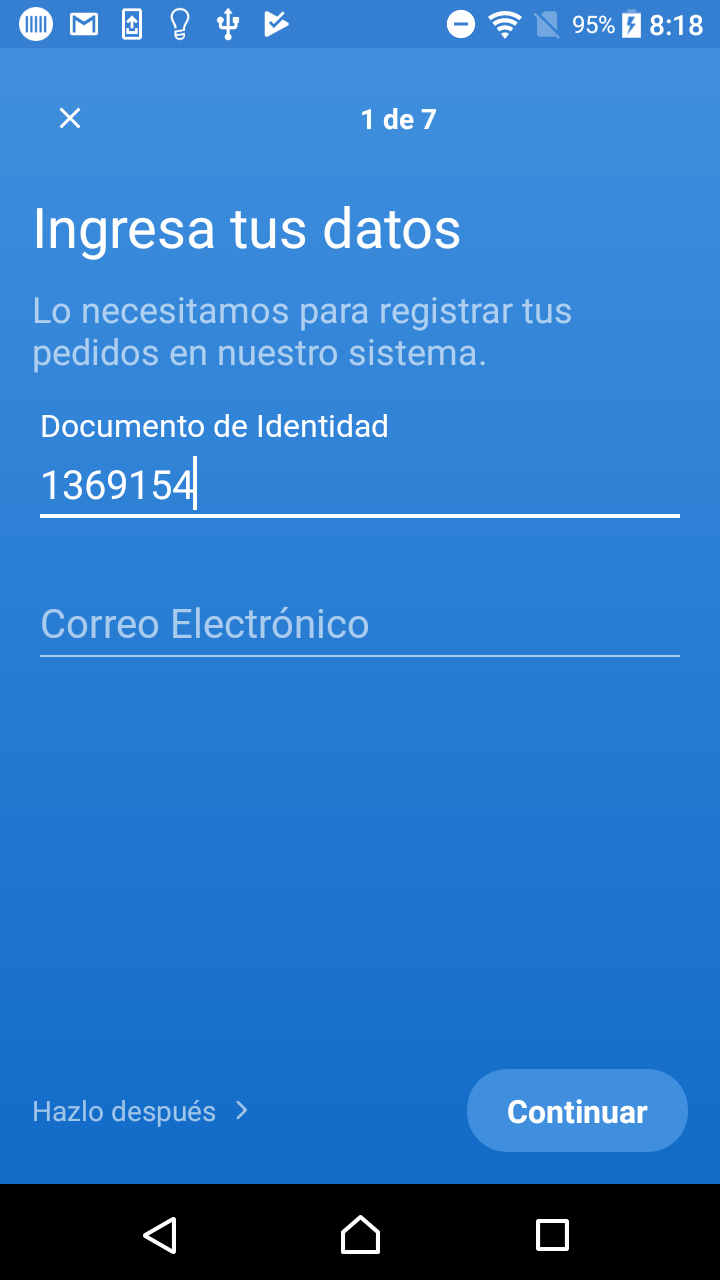 95% 8:18
1 de 7
Ingresa tus datos
Lo necesitamos para registrar tus
pedidos en nuestro sistema.
Documento de Identidad
1369154
Correo Electrónico
Hazlo después
Continuar